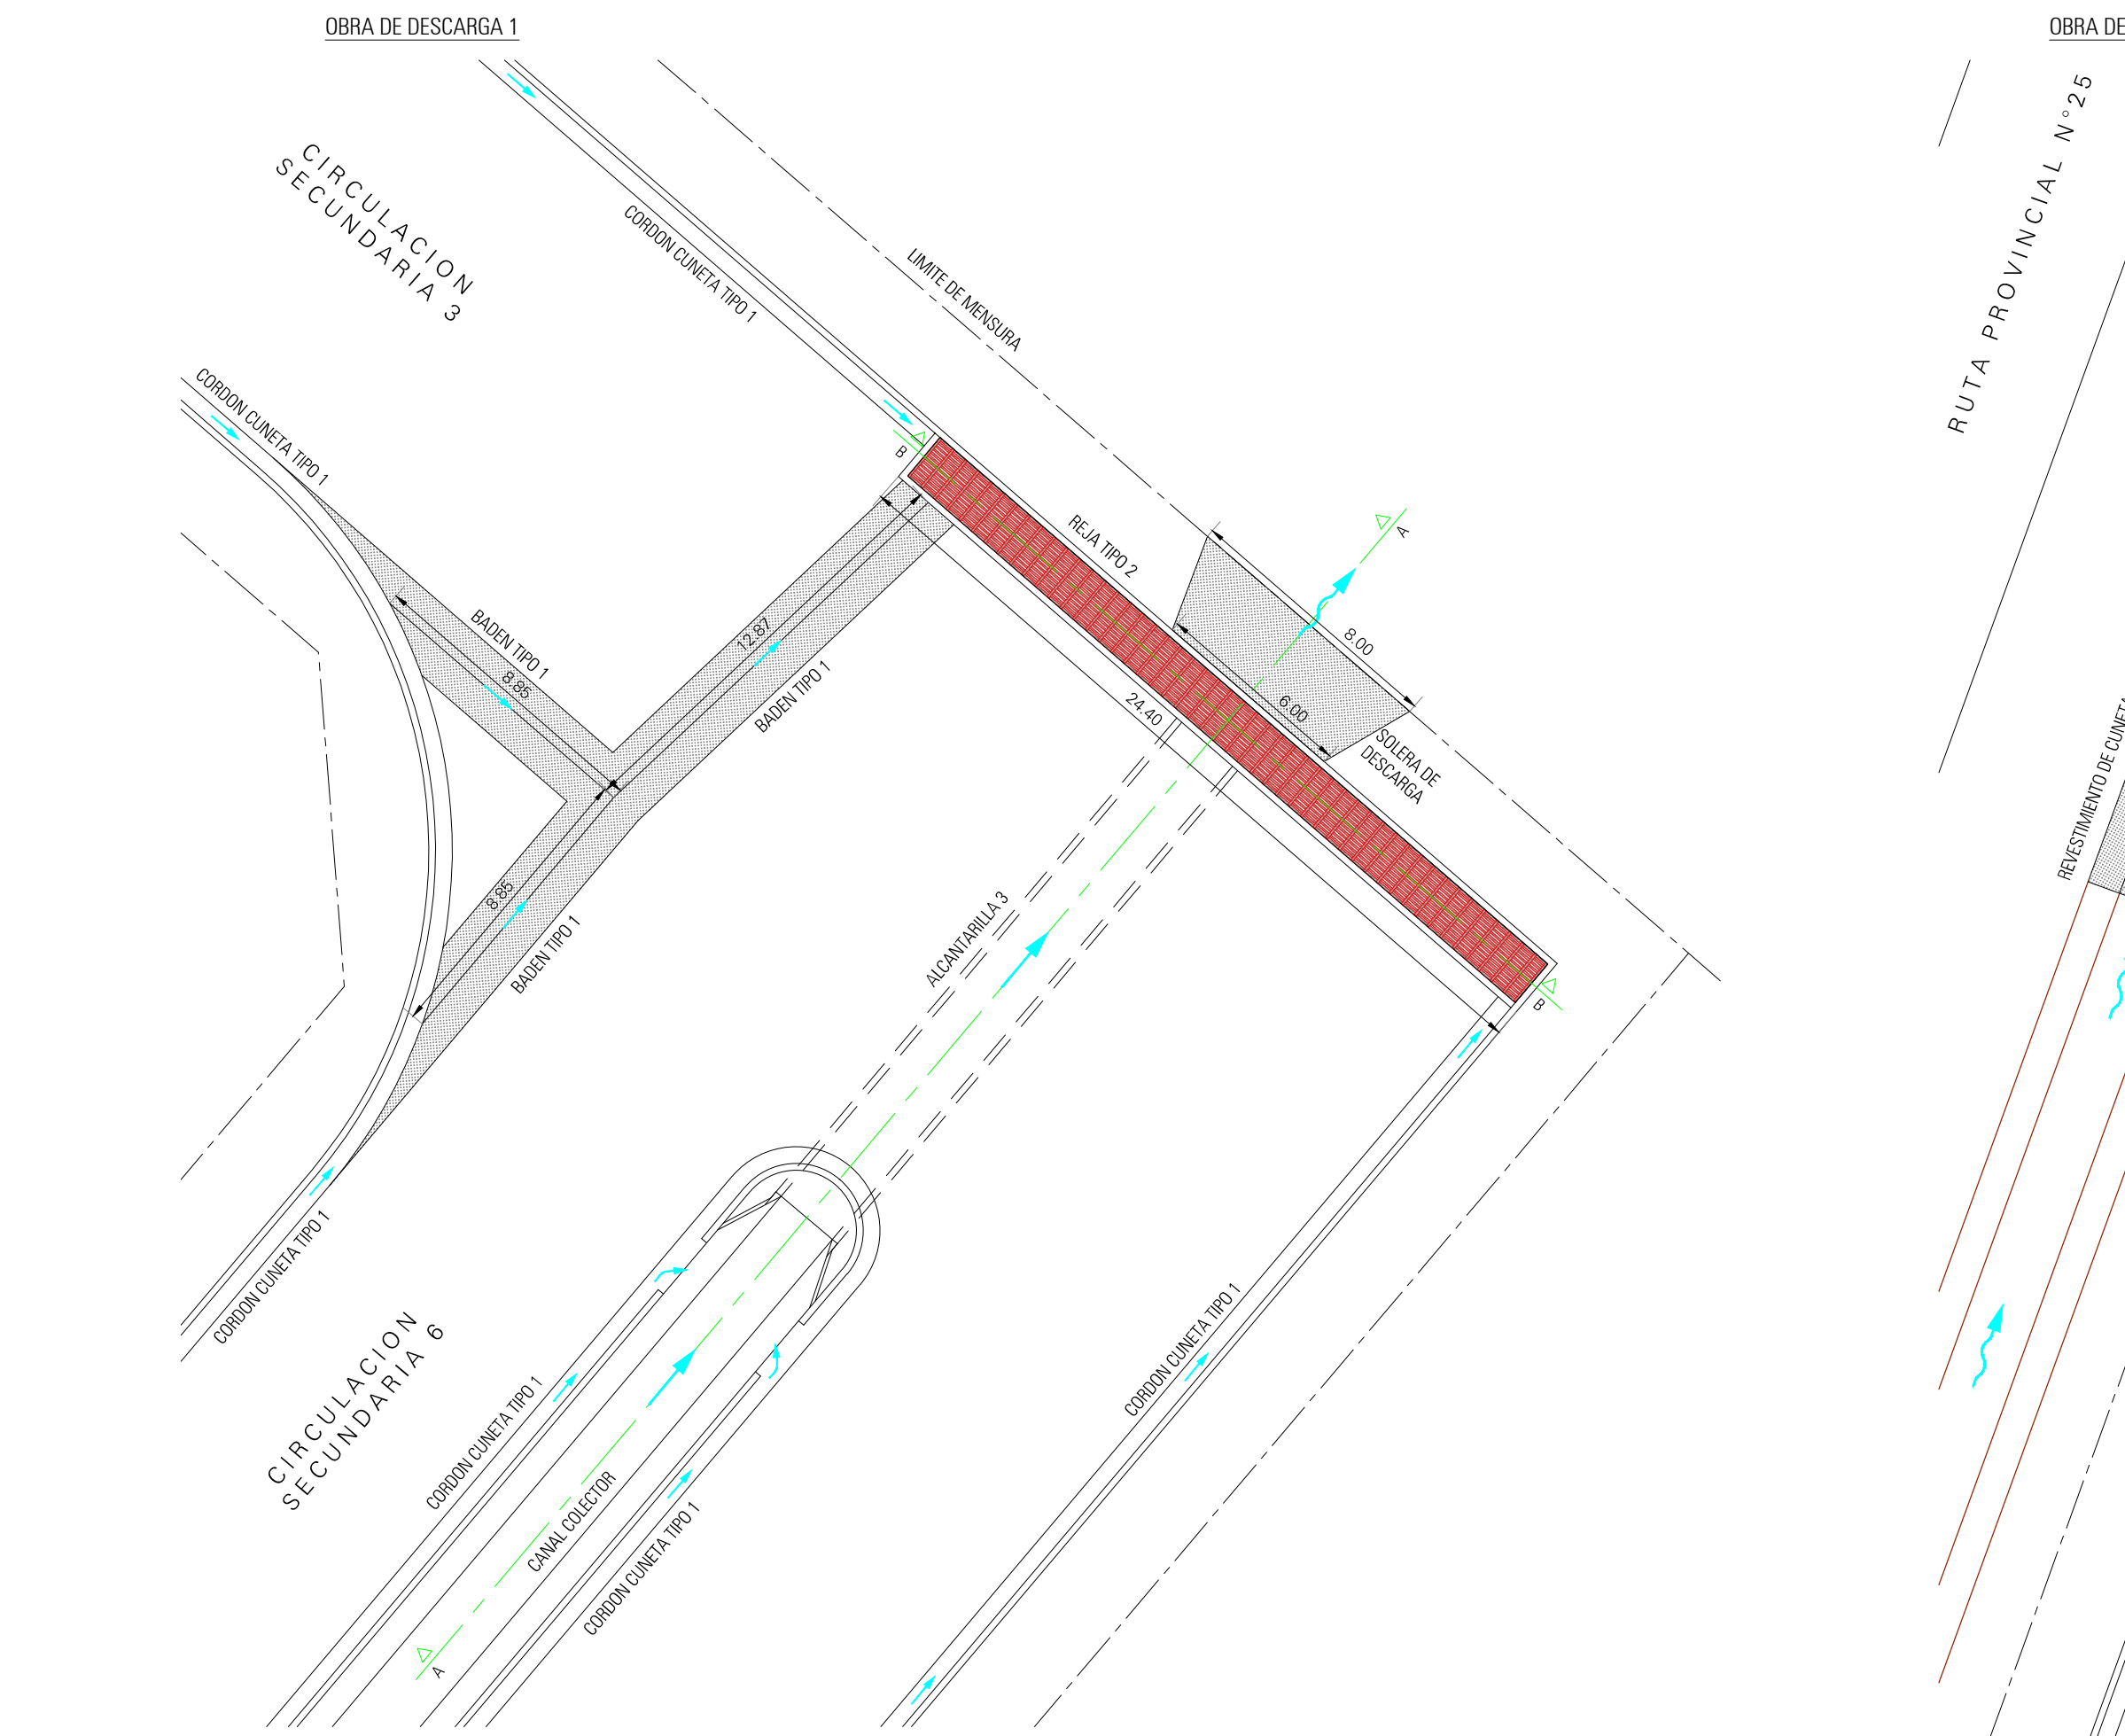 OBRA DE DESCARGA 1
OBRA DE
CIRCULACION
SECUNDARIA 3
CORDON CUNETA TIPO 1
LIMITE DE MENSURA
RUTA PROVINCIAL N°25
CORDON CUNETA TIPO 1
B
REJA TIPO 2
A
BADEN TIPO 1
8.85
12.87
BADEN TIPO 1
8.00
6.00
24.40
SOLERA DE
DESCARGA
REVESTIMIENTO DE CUNETA
8.85
BADEN TIPO 1
ALCANTARILLA 3
B
CORDON CUNETA TIPO 1
CIRCULACION
SECUNDARIA 6
CORDON CUNETA TIPO 1
CORDON CUNETA TIPO 1
CANAL COLECTOR
CORDON CUNETA TIPO 1
A